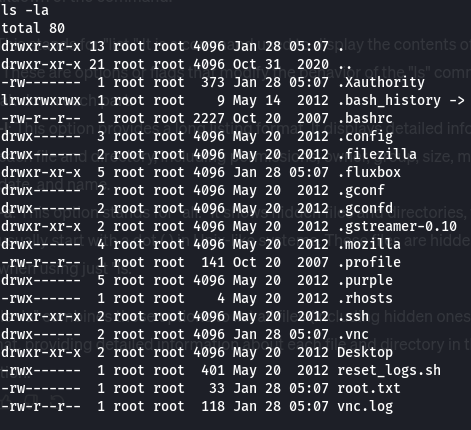 ls -la
total 80
drwxr-xr-x 13 root root 4096 Jan 28 05:07 .
drwxr-xr-x 21 root root 4096 Oct 31  2020 ..
-rw------- 1 root root 373 Jan 28 05:07 .Xauthority
lrwxrwxrwx 1 root root 9 May 14  2012 .bash_history ->
-rw-r--r-- 1 root root 2227 Oct 20  2007 .bashrc
drwx------ 3 root root 4096 May 20  2012 .config
drwx------ 2 root root 4096 May 20  2012 .filezilla
drwxr-xr-x 5 root root 4096 Jan 28 05:07 .fluxbox
drwx------ 2 root root 4096 May 20  2012 .gconf
drwx------ 2 root root 4096 May 20  2012 .gconfd
drwxr-xr-x 2 root root 4096 May 20  2012 .gstreamer-0.10
drwx------ 4 root root 4096 May 20  2012 .mozilla
-rw-r--r-- 1 root root 141 Oct 20  2007 .profile
drwx------ 5 root root 4096 May 20  2012 .purple
-rwx------ 1 root root 4 May 20  2012 .rhosts
drwxr-xr-x 2 root root 4096 May 20  2012 .ssh
drwx------ 2 root root 4096 Jan 28 05:07 .vnc
drwxr-xr-x 2 root root 4096 May 20  2012 Desktop
-rwx------ 1 root root 401 May 20  2012 reset_logs.sh
-rw------- 1 root root 33 Jan 28 05:07 root.txt
-rw-r--r-- 1 root root 118 Jan 28 05:07 vnc.log